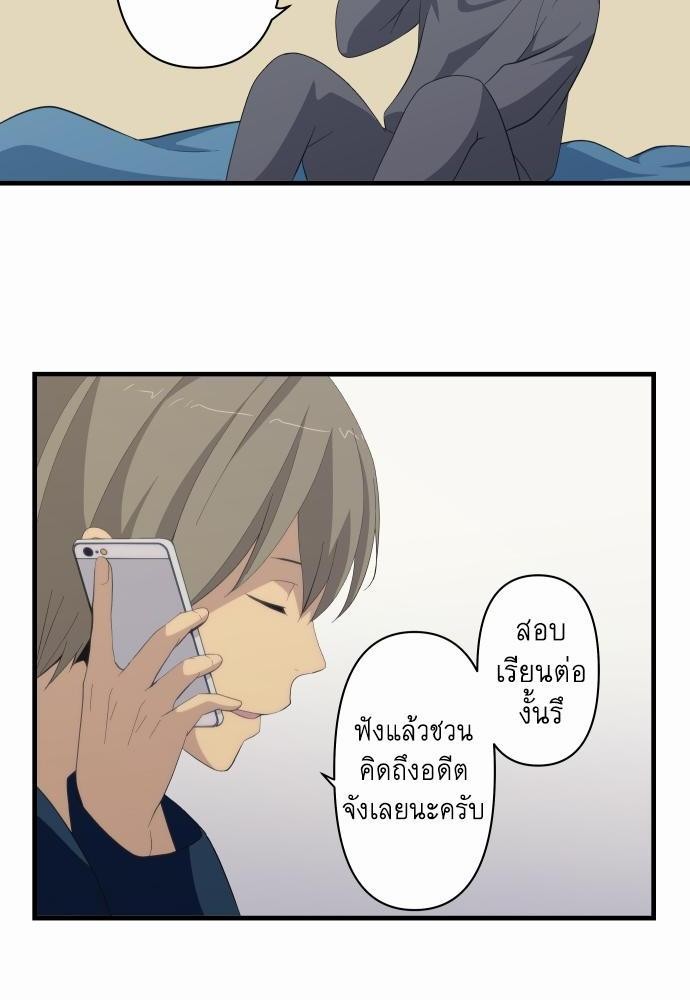 สอบ
เรียนต่อ
งั้นรึ
ฟังแล้วชวน
คิดถึงอดีต
จังเลยนะครับ